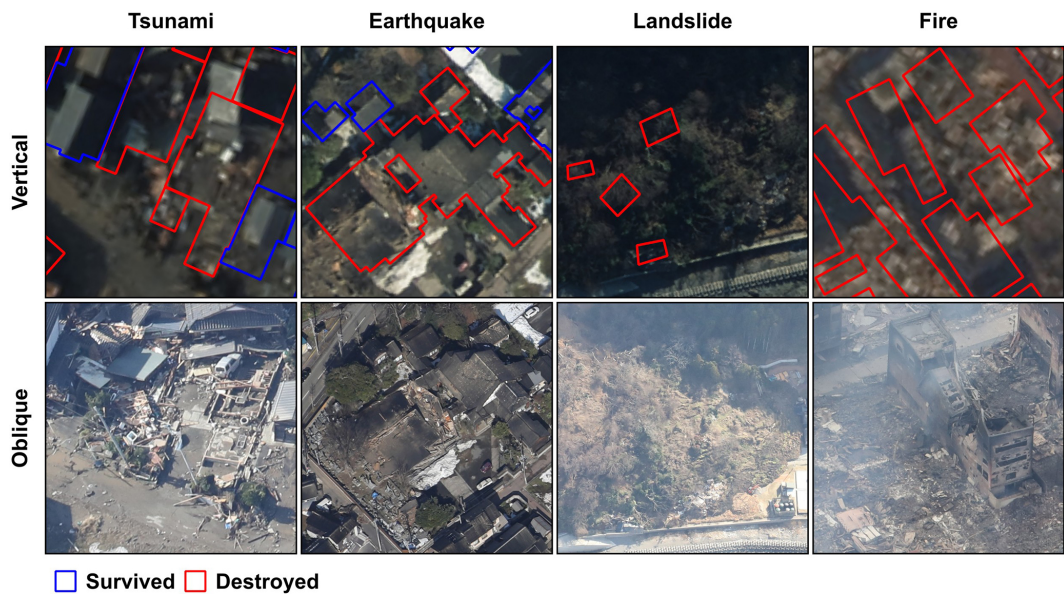 Tsunami Earthquake Landslide Fire
Vertical
Oblique
Survived Destroyed